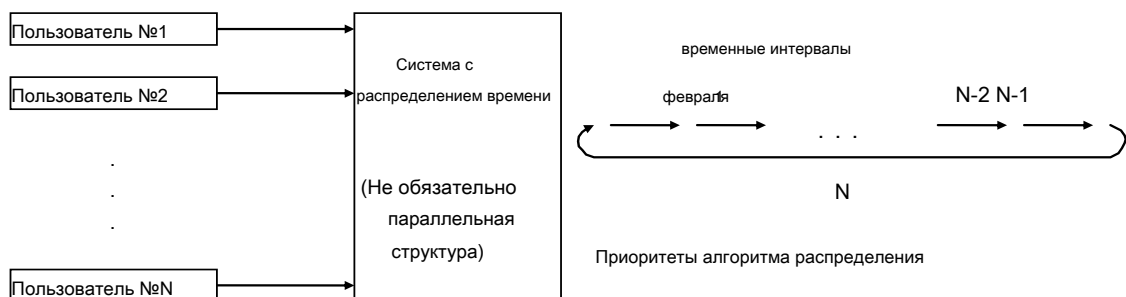 Пользователь №1
Пользователь №2
.
.
.
Пользователь №N
Система с
распределением времени
(Не обязательно
параллельная
структура)
временные интервалы
февраля
N-2 N-1
. . .
N
Приоритеты алгоритма распределения